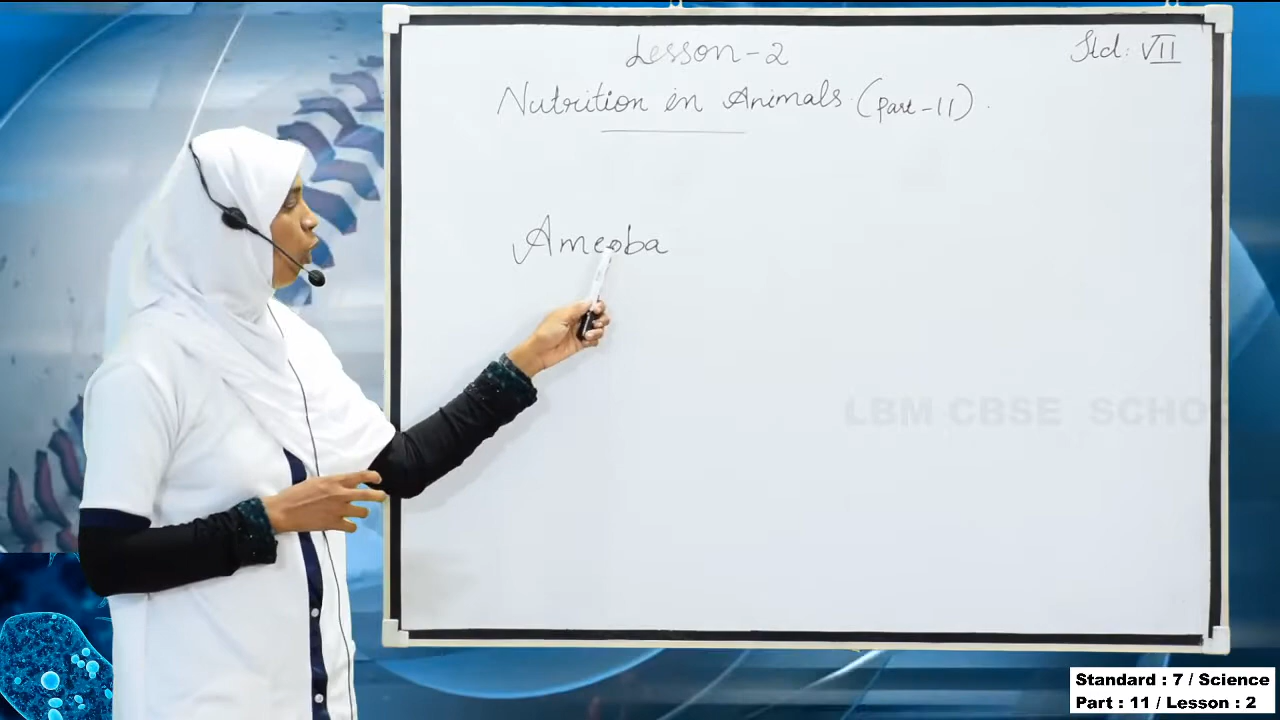 Lesson-2
Std: VII
Nutrition in Animals (Part-11).
Ameoba
LBM CBSE SCHO
Standard : 7 / Science
Part : 11 / Lesson : 2